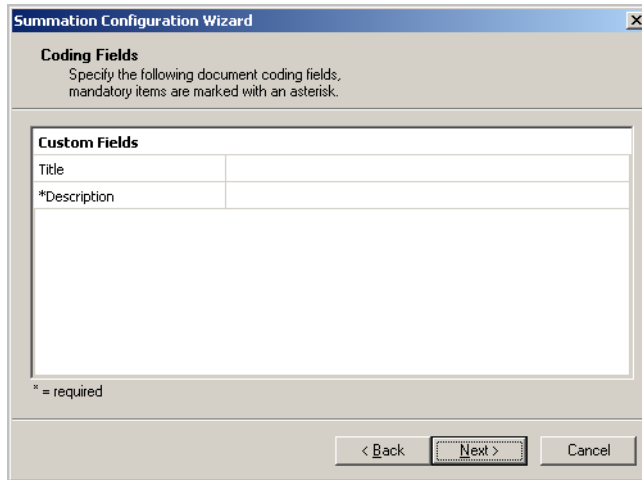 Summation Configuration Wizard
Coding Fields
Specify the following document coding fields,
mandatory items are marked with an asterisk.
Custom Fields
Title
*Description
* = required
< Back
Next >
Cancel